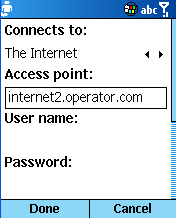 abc
Connects to:
The Internet
Access point:
internet2.operator.com
User name:
Password:
Done Cancel